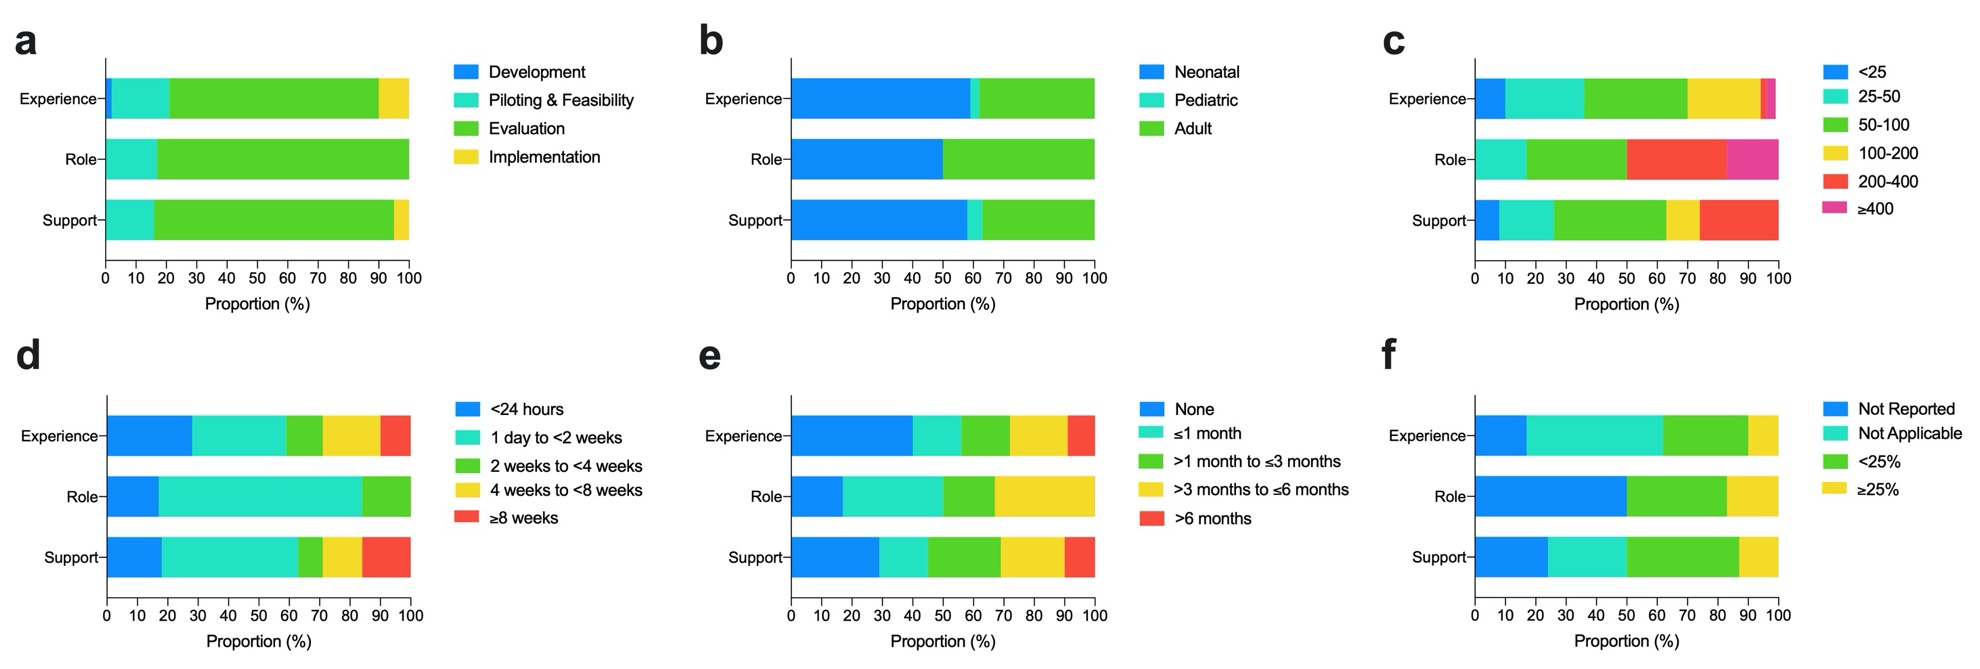 a
Experience
Role
Support
0 10 20 30 40 50 60 70 80 90 100
Proportion (%)
Development
Piloting & Feasibility
Evaluation
Implementation
b
Experience
Role
Support
0 10 20 30 40 50 60 70 80 90 100
Proportion (%)
Neonatal
Pediatric
Adult
c
Experience
Role
Support
0 10 20 30 40 50 60 70 80 90 100
Proportion (%)
<25
25-50
50-100
100-200
200-400
≥400
d
Experience
Role
Support
0 10 20 30 40 50 60 70 80 90 100
Proportion (%)
<24 hours
1 day to <2 weeks
2 weeks to <4 weeks
4 weeks to <8 weeks
≥8 weeks
e
Experience
Role
Support
0 10 20 30 40 50 60 70 80 90 100
Proportion (%)
None
≤1 month
>1 month to ≤3 months
>3 months to ≤6 months
>6 months
f
Experience
Role
Support
0 10 20 30 40 50 60 70 80 90 100
Proportion (%)
Not Reported
Not Applicable
<25%
≥25%